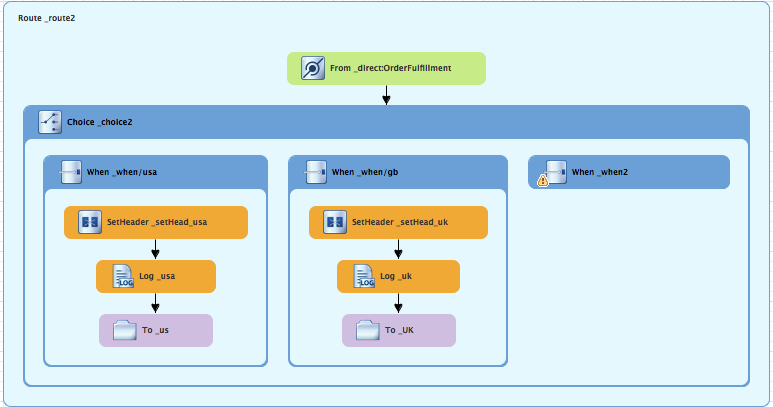 Route _route2
From _direct:OrderFulfillment
Choice _choice2
When _when/usa
When _when/gb
When _when2
SetHeader _setHead_usa
SetHeader _setHead_uk
LOG
Log _usa
LOG
Log _uk
To _us
To _UK